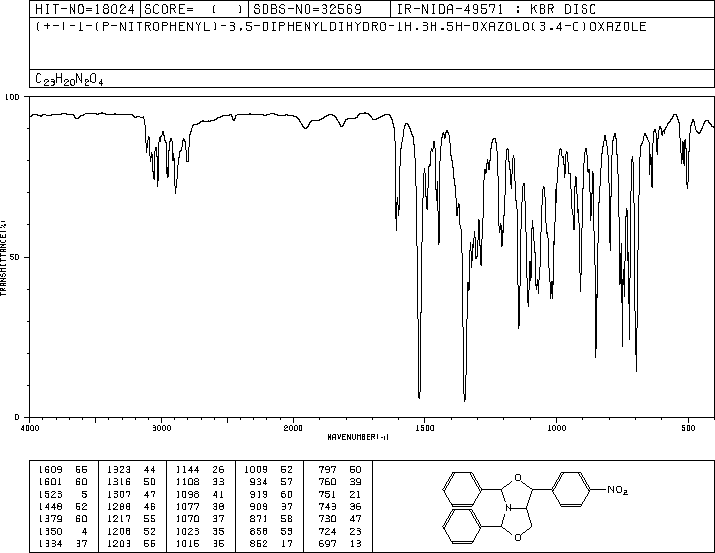 HIT-NO=18024 SCORE= ( ) SDBS-NO=32569 IR-NIDA-49571 : KBR DISC
(+-)-1-(P-NITROPHENYL)-3,5-DIPHENYLDIHYDRO-1H,3H,5H-OXAZOLO(3,4-C)OXAZOLE
C23H20N2O4
100
TRANSMITTANCE(%)
50
0
4000 3000 2000 1500 1000 500
WAVENUMBER(-1)
1609 55 1323 44 1144 26 1009 52 797 50
1601 60 1316 50 1108 33 934 57 760 39
1523 5 1307 47 1098 41 919 60 751 21
1448 52 1288 46 1077 38 909 37 743 36
1379 60 1217 55 1070 37 871 58 730 47
1350 4 1208 52 1023 35 858 59 724 23
1334 37 1203 55 1016 36 852 17 697 13
O
NO2
N
O